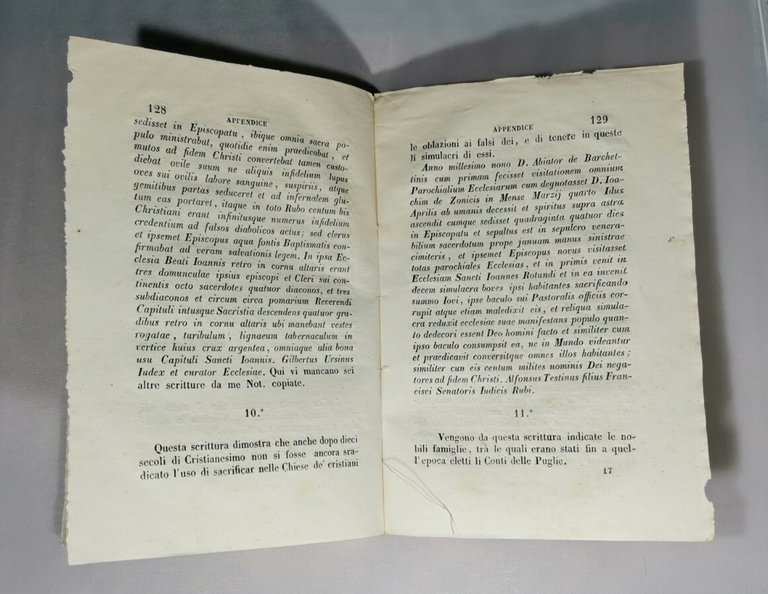 128
APPENDICE
sedisset in Episcopatu, ibique omnia sacra po-
pulo ministrabat, quotidie enim praedicabat, et
mutos ad fidem Christi convertebat tamen custo-
diebat ovile suum ne aliquis infidelium lupus
oves sui ovilis labore sanguine, suspiriis, atque
gemitibus partas seduceret et ad infernalem glu-
tum eas portaret, itaque in toto Rubo centum bis
Christiani erant infinitusque numerus infidelium
credentium ad falsos diabolicos actus; sed clerus
et ipsemet Episcopus aqua fontis Baptismatis con-
firmabat ad veram salvationis legem. In ipsa Ec-
clesia Beati Ioannis retro in cornu altaris erant
tres domunculae ipsius episcopi et Cleri sui con-
tinentis octo sacerdotes quatuor diaconos, et tres
subdiaconos et circum circa pomarium Reverendi
Capituli intusque Sacristia descendens quatuor gra-
dibus retro in cornu altaris ubi manebant vestes
rogatae, turibulum, ligneum tabernaculum in
vertice huius crux argentea, omniaque alia bona
usu Capituli Sancti Ioannis. Gilbertus Ursinus
Iudex et curator Ecclesiae. Qui vi mancano sei
altre scritture da me Not. copiate.
10.°
Questa scrittura dimostra che anche dopo dieci
secoli di Cristianesimo non si fosse ancora sra-
dicato l'uso di sacrificar nelle Chiese de' cristiani
129
APPENDICE
le oblazioni ai falsi dei, e di tenere in queste
li simulacri di essi.
Anno millesimo nono D. Abiator de Barchet-
tinis cum primam fecisset visitationem omnium
Parochialium Ecclesiarum cum degnotasset D. Ioa-
chim de Zonicis in Mense Marzij quarto Idus
Aprilis ab umanis decessit et spiritus supra astra
ascendit cumque sedisset quadraginta quatuor dies
in Episcopatu et sepultus est in sepulcro venera-
bilium sacerdotum prope januam manus sinistrae
cimiteris, et ipsemet Episcopus novus visitasset
totas parochiales Ecclesias, et in primis venit in
Ecclesiam Sancti Ioannis Rotundi et in ea invenit
decem simulacra boves ipsi habitantes sacrificando
summo Iovi, ipse baculo sui Pastoralis officiis cor-
rupit atque etiam maledixit eis, et reliqua simula-
cra reduxit ecclesiae suae manifestans populo quan-
to dedecori essent Deo homini facto et similiter cum
ipso baculo consumpsit ea, ne in Mundo videantur
et praedicavit conversitque omnes illos habitantes;
similiter cun eis centum milites nominis Dei nega-
tores ad fidem Christi. Alfonsus Testinus filius Fran-
cisci Senatoris Iudicis Rubi.
11.°
Vengono da questa scrittura indicate le no-
bili famiglie, trà le quali erano stati fin a quel-
l'epoca eletti li Conti delle Puglie.
17